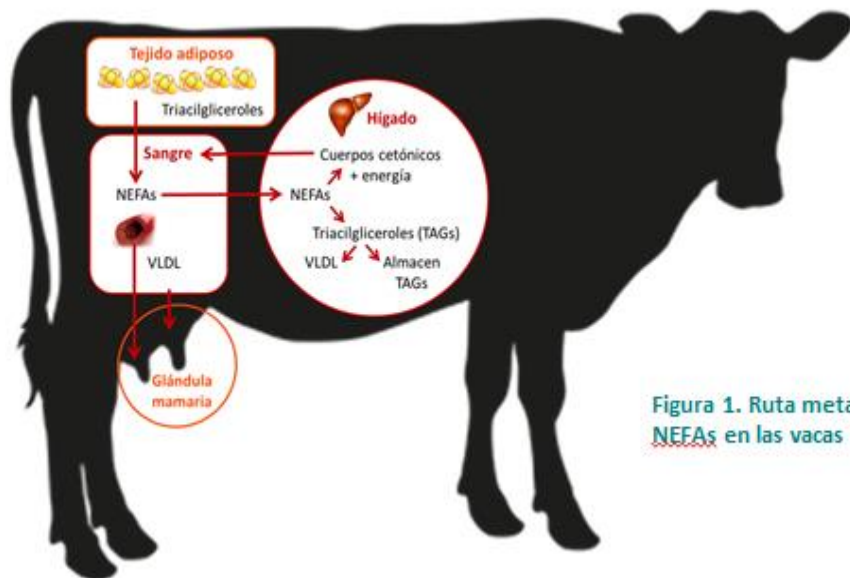 Tejido adiposo
Triacilgliceroles
Sangre
NEFAs
VLDL
Hígado
Cuerpos cetónicos
+ energía
NEFAs
Triacilgliceroles (TAGs)
VLDL
Almacen
TAGs
Glándula
mamaria
Figura 1. Ruta meta
NEFAs en las vacas